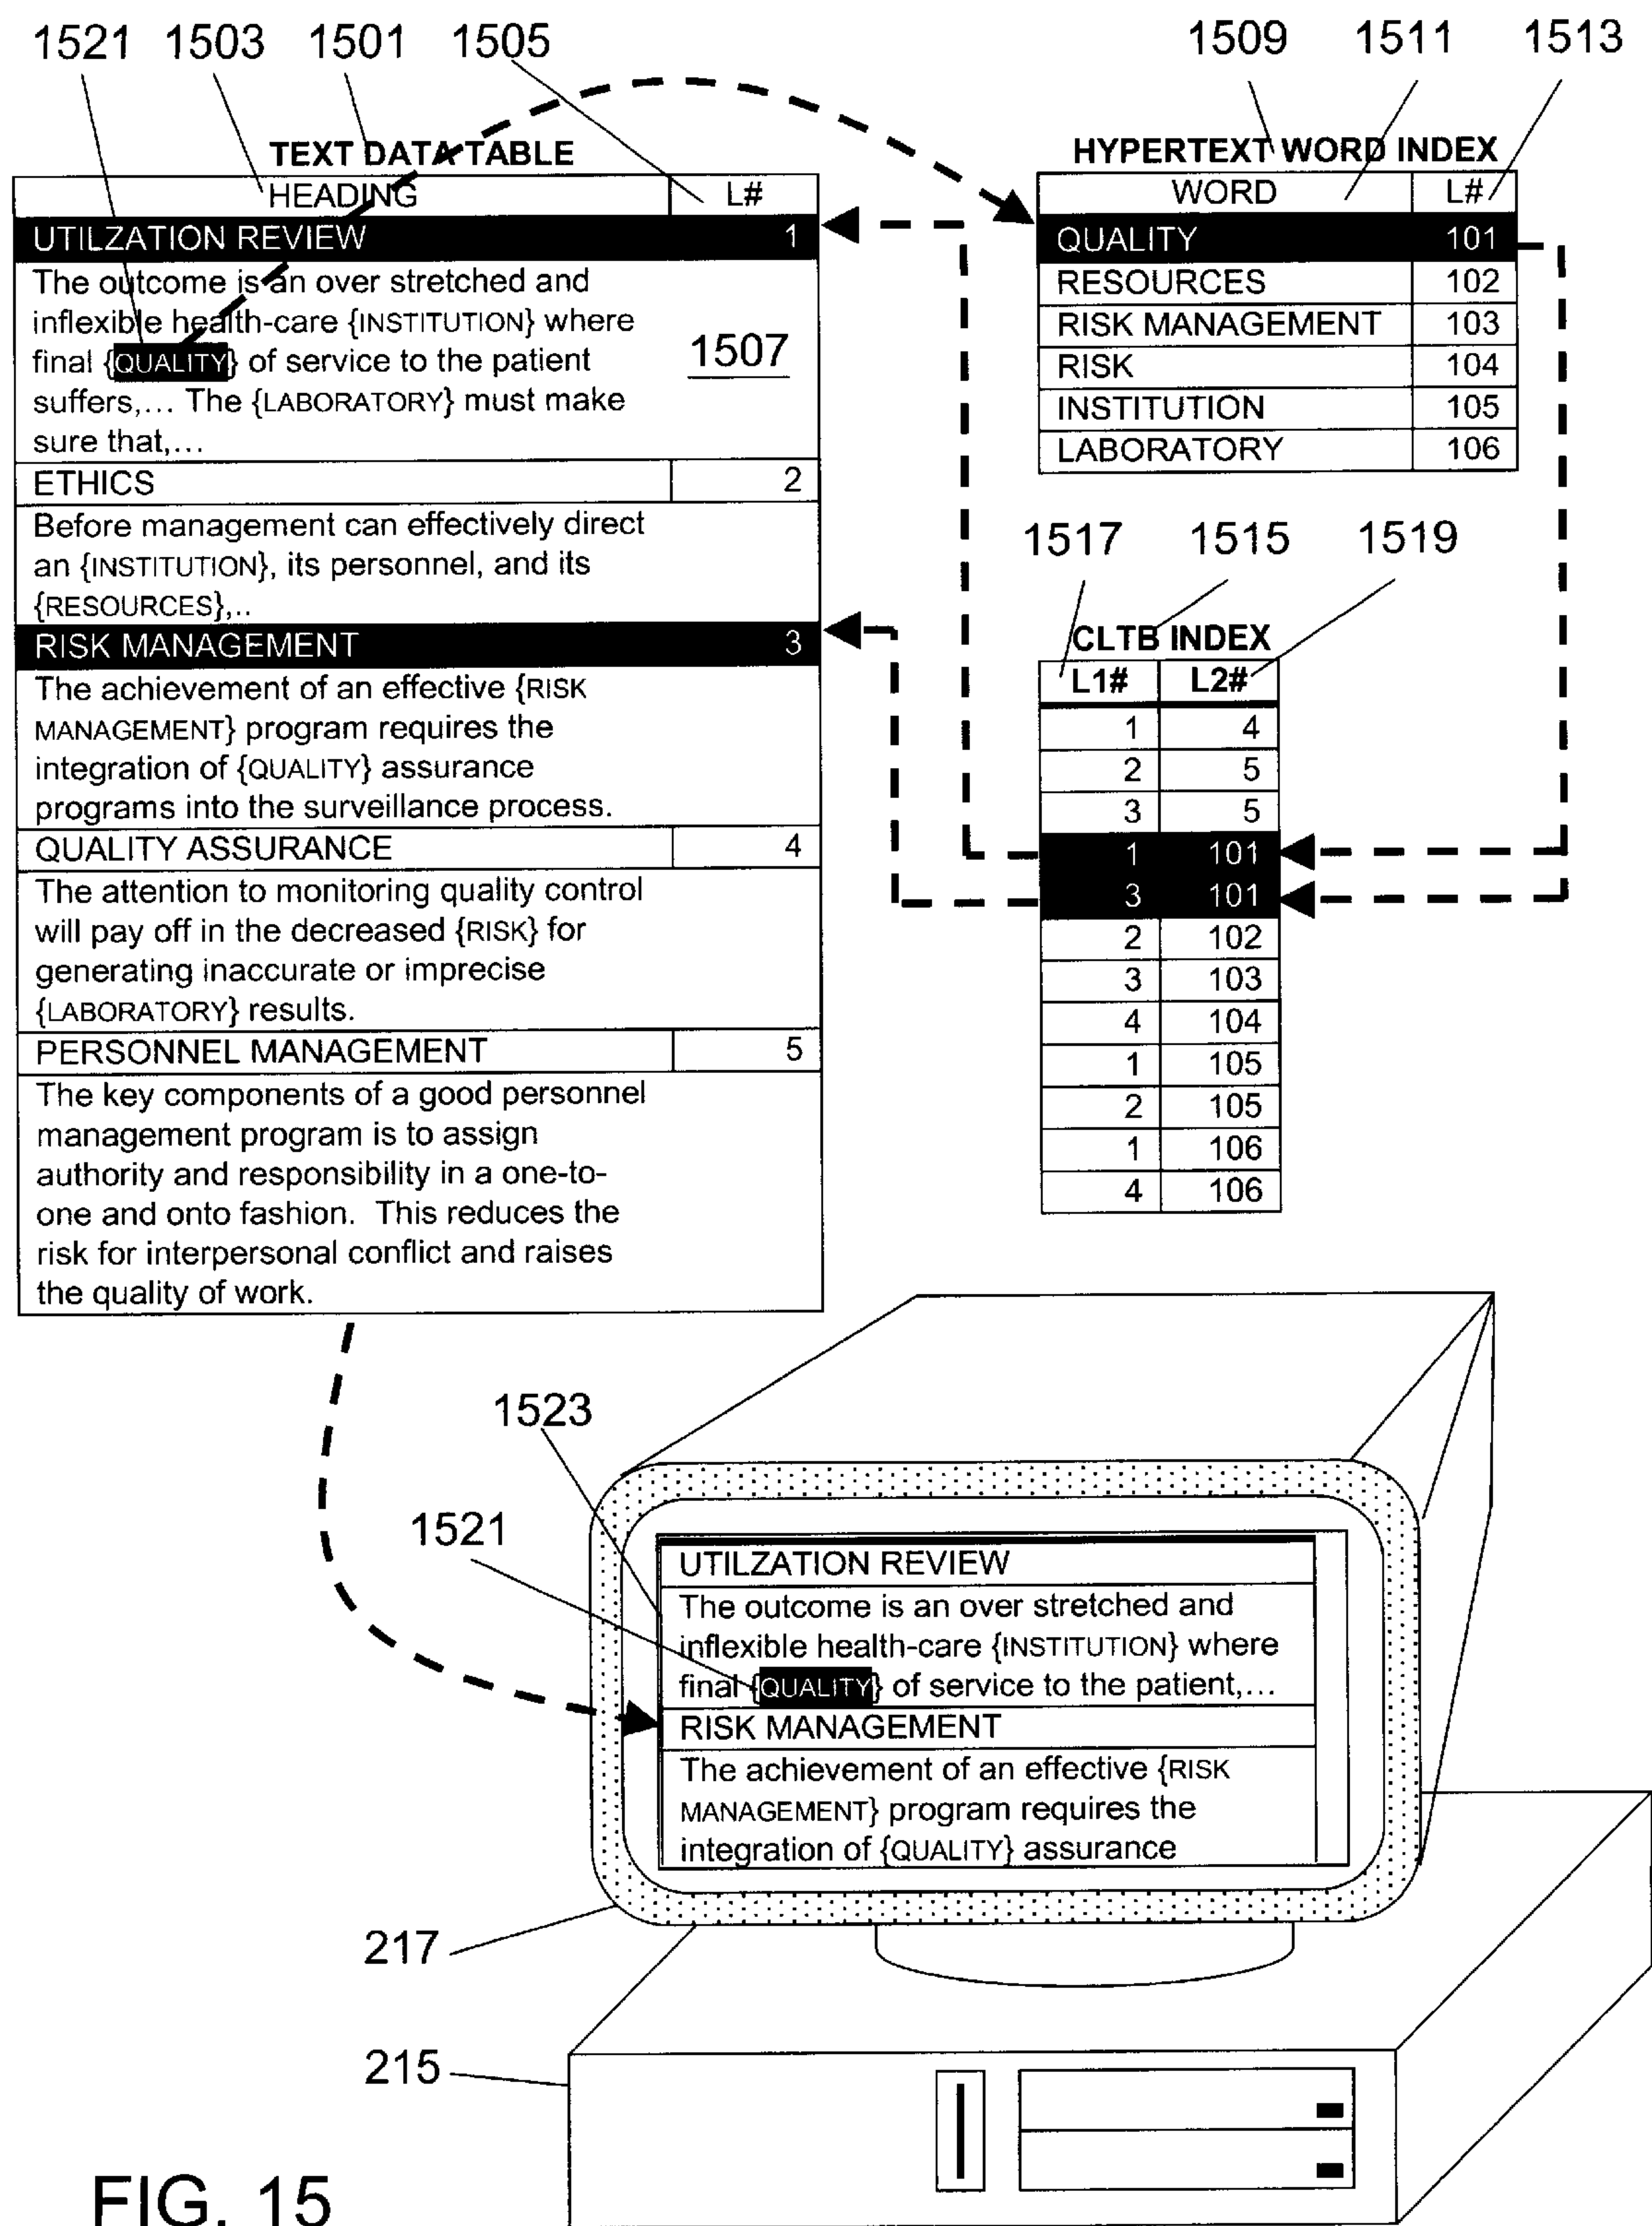 1521 1503 1501 1505
TEXT DATA TABLE
HEADING L#
UTILZATION REVIEW 1
The outcome is an over stretched and
inflexible health-care {INSTITUTION} where
final {QUALITY} of service to the patient
suffers,... The {LABORATORY} must make
sure that,...
1507
ETHICS 2
Before management can effectively direct
an {INSTITUTION}, its personnel, and its
{RESOURCES},..
RISK MANAGEMENT 3
The achievement of an effective {RISK
MANAGEMENT} program requires the
integration of {QUALITY} assurance
programs into the surveillance process.
QUALITY ASSURANCE 4
The attention to monitoring quality control
will pay off in the decreased {RISK} for
generating inaccurate or imprecise
{LABORATORY} results.
PERSONNEL MANAGEMENT 5
The key components of a good personnel
management program is to assign
authority and responsibility in a one-to-
one and onto fashion. This reduces the
risk for interpersonal conflict and raises
the quality of work.
1509 1511 1513
HYPERTEXT WORD INDEX
WORD L#
QUALITY 101
RESOURCES 102
RISK MANAGEMENT 103
RISK 104
INSTITUTION 105
LABORATORY 106
1517 1515 1519
CLTB INDEX
L1# L2#
1 4
2 5
3 5
1 101
3 101
2 102
3 103
4 104
1 105
2 105
1 106
4 106
1523
1521
UTILZATION REVIEW
The outcome is an over stretched and
inflexible health-care {INSTITUTION} where
final {QUALITY} of service to the patient,...
RISK MANAGEMENT
The achievement of an effective {RISK
MANAGEMENT} program requires the
integration of {QUALITY} assurance
217
215
FIG. 15